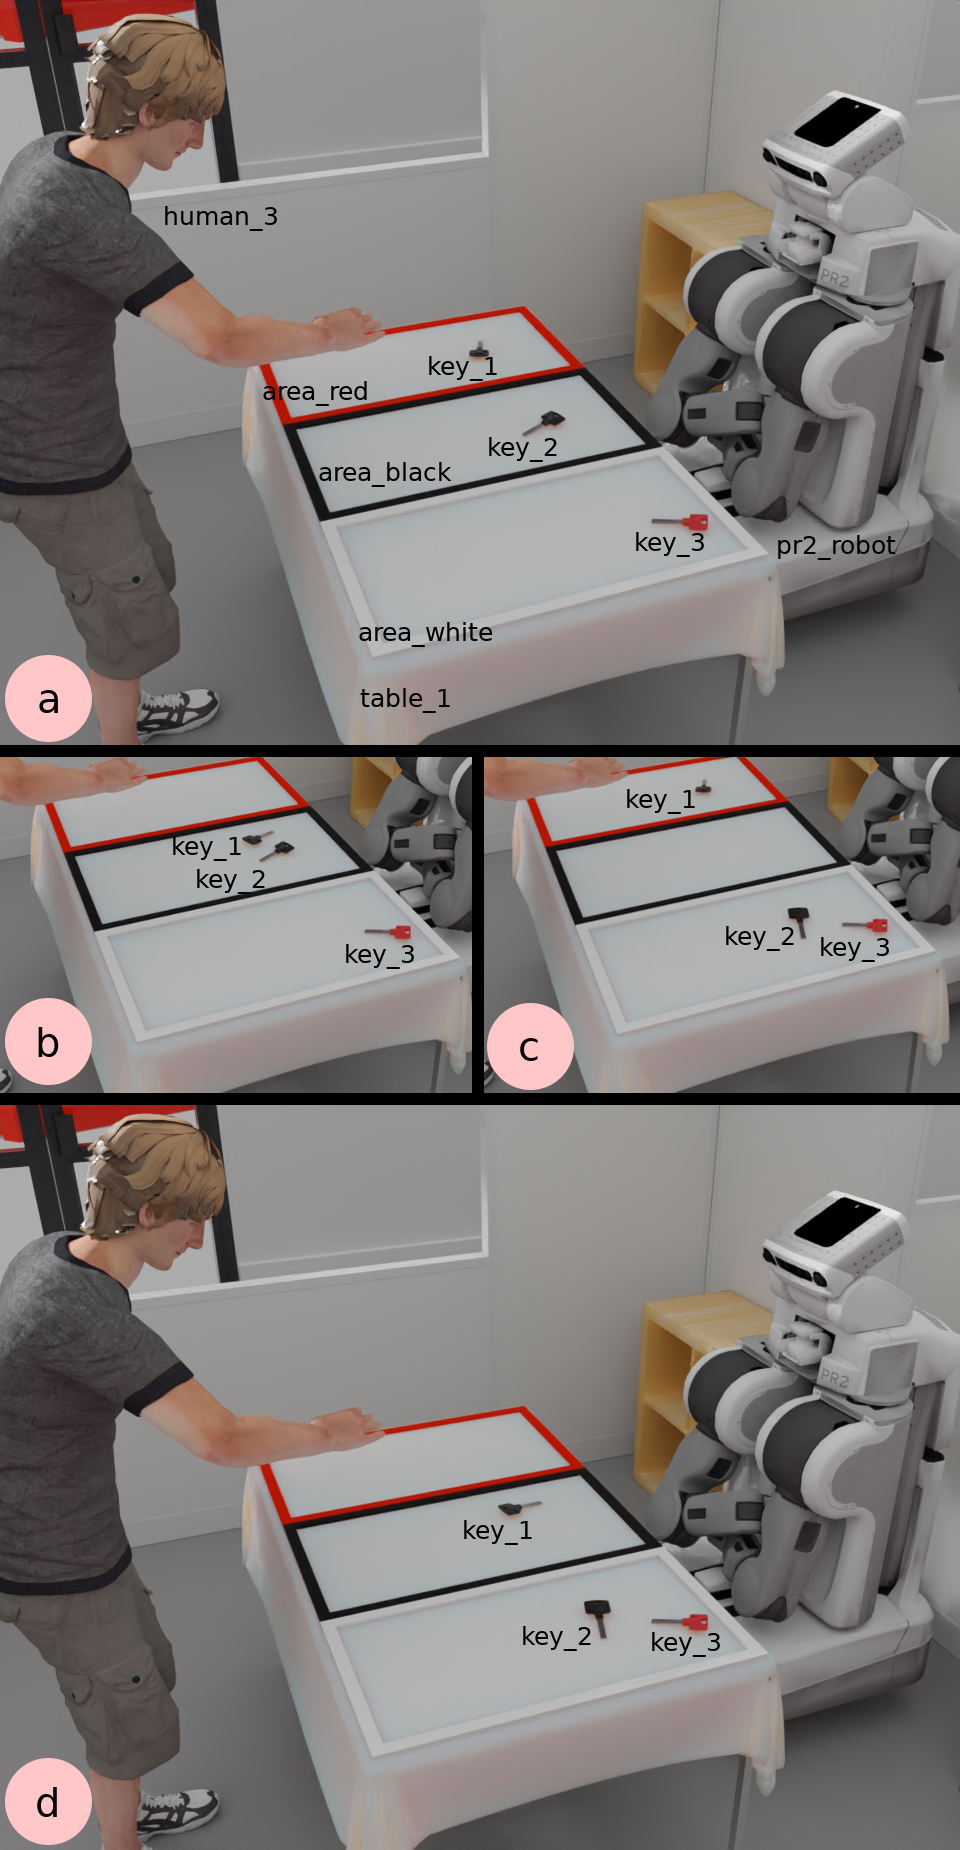 human_3
PR2
key_1
area_red
key_2
area_black
key_3
pr2_robot
area_white
table_1
a
key_1
key_2
key_3
b
key_1
key_2
key_3
c
PR2
key_1
key_2
key_3
d